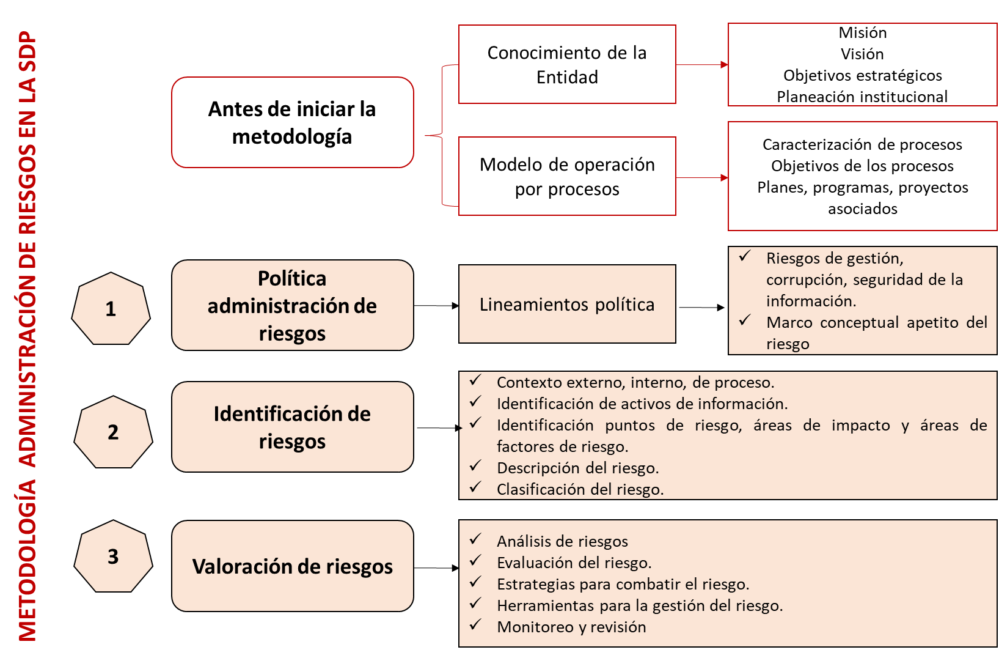 METODOLOGÍA ADMINISTRACIÓN DE RIESGOS EN LA SDP
Antes de iniciar la
metodología
Conocimiento de la
Entidad
Misión
Visión
Objetivos estratégicos
Planeación institucional
Modelo de operación
por procesos
Caracterización de procesos
Objetivos de los procesos
Planes, programas, proyectos
asociados
1
Política
administración de
riesgos
Lineamientos política
✓ Riesgos de gestión,
corrupción, seguridad de la
información.
✓ Marco conceptual apetito del
riesgo
2
Identificación de
riesgos
✓ Contexto externo, interno, de proceso.
✓ Identificación de activos de información.
✓ Identificación puntos de riesgo, áreas de impacto y áreas de
factores de riesgo.
✓ Descripción del riesgo.
✓ Clasificación del riesgo.
3
Valoración de riesgos
✓ Análisis de riesgos
✓ Evaluación del riesgo.
✓ Estrategias para combatir el riesgo.
✓ Herramientas para la gestión del riesgo.
✓ Monitoreo y revisión